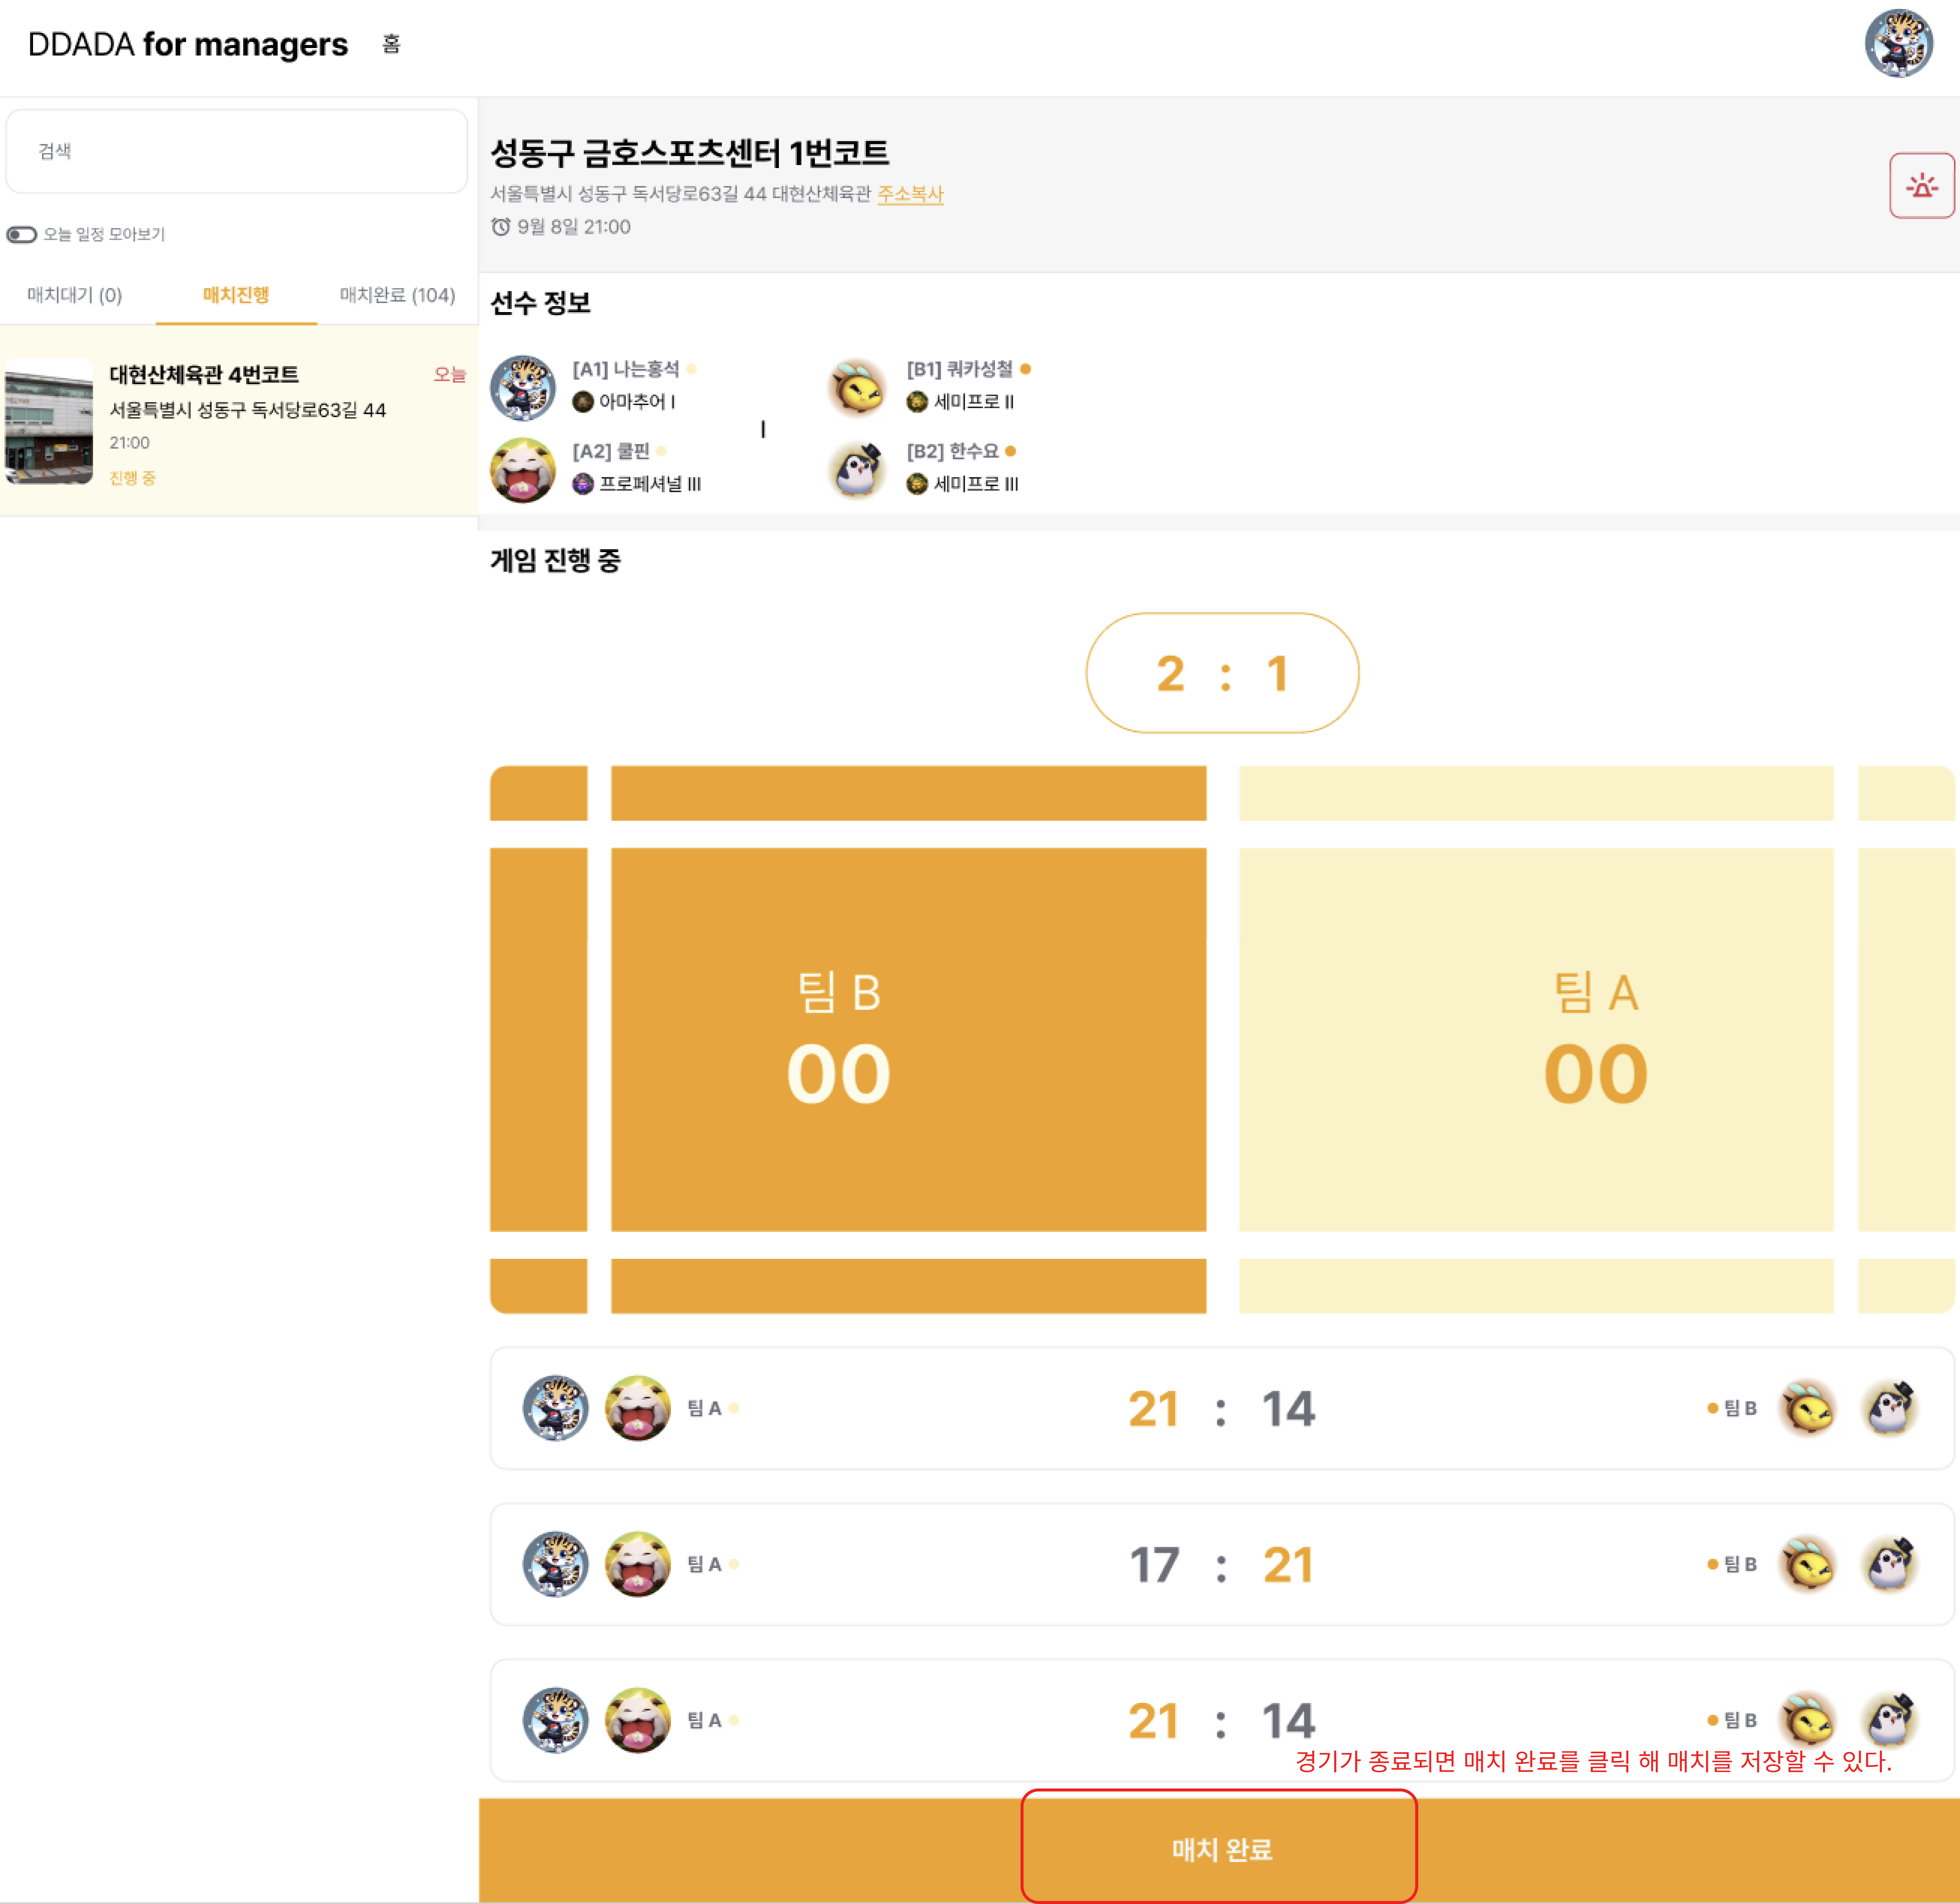 DDADA for managers 홈
검색
오늘 일정 모아보기
매치대기 (0) 매치진행 매치완료 (104)
대현산체육관 4번코트 오늘
서울특별시 성동구 독서당로63길 44
21:00
진행 중
성동구 금호스포츠센터 1번코트
서울특별시 성동구 독서당로63길 44 대현산체육관 주소복사
9월 8일 21:00
선수 정보
[A1] 나는홍석
아마추어 I
[B1] 쿼카성철
세미프로 II
[A2] 쿨핀
프로페셔널 III
[B2] 한수요
세미프로 III
게임 진행 중
2 : 1
팀 B
00
팀 A
00
팀 A 21 : 14 팀 B
팀 A 17 : 21 팀 B
팀 A 21 : 14 팀 B
경기가 종료되면 매치 완료를 클릭 해 매치를 저장할 수 있다.
매치 완료